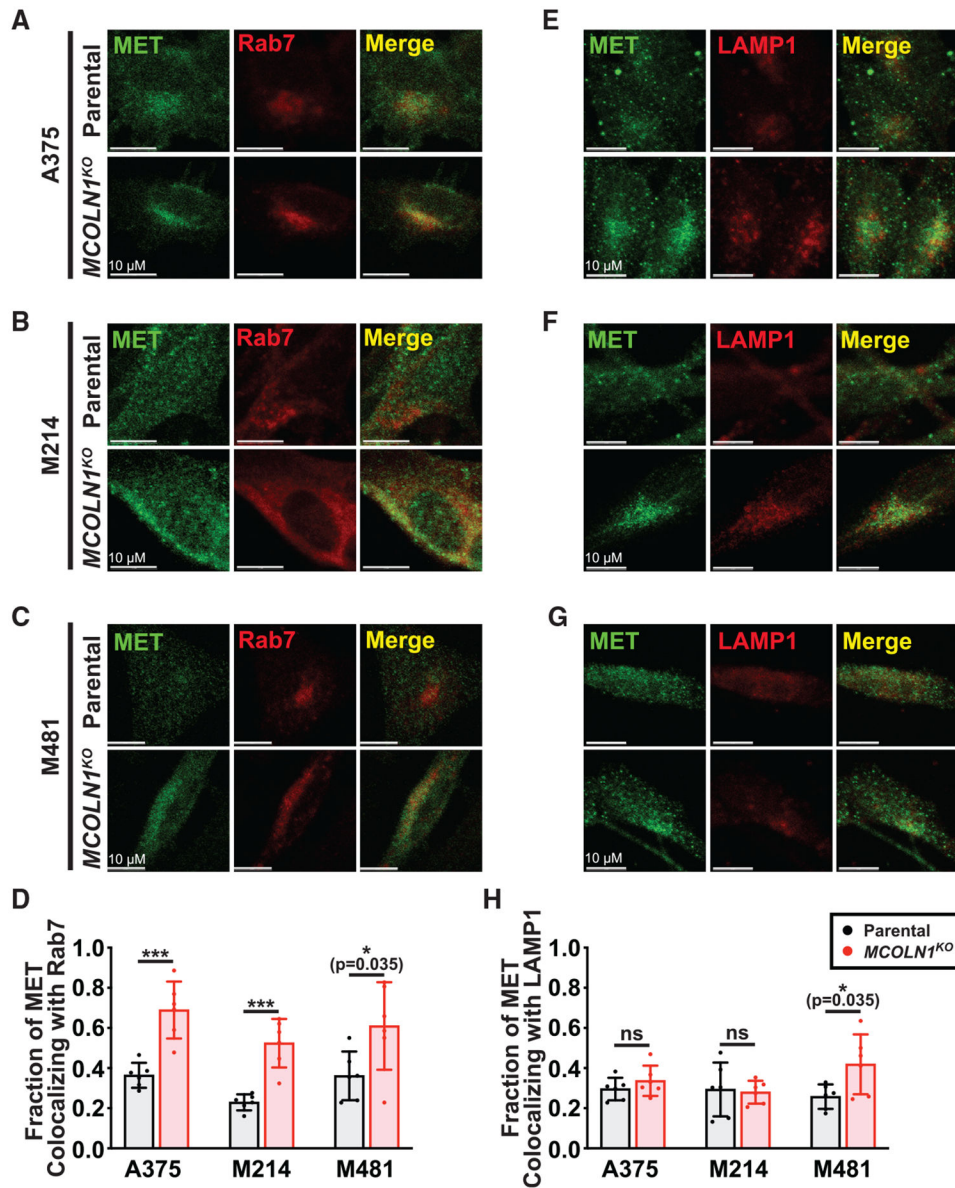 A
MET Rab7 Merge
A375
Parental
MCOLN1KO
10 µM
E
MET LAMP1 Merge
10 µM
B
MET Rab7 Merge
M214
Parental
MCOLN1KO
10 µM
F
MET LAMP1 Merge
10 µM
C
MET Rab7 Merge
M481
Parental
MCOLN1KO
10 µM
G
MET LAMP1 Merge
10 µM
D
Fraction of MET
Colocalizing with Rab7
1.0
0.8
0.6
0.4
0.2
0.0
***
***
*
(p=0.035)
A375 M214 M481
H
Fraction of MET
Colocalizing with LAMP1
1.0
0.8
0.6
0.4
0.2
0.0
ns
ns
*
(p=0.035)
A375 M214 M481
Parental
MCOLN1KO